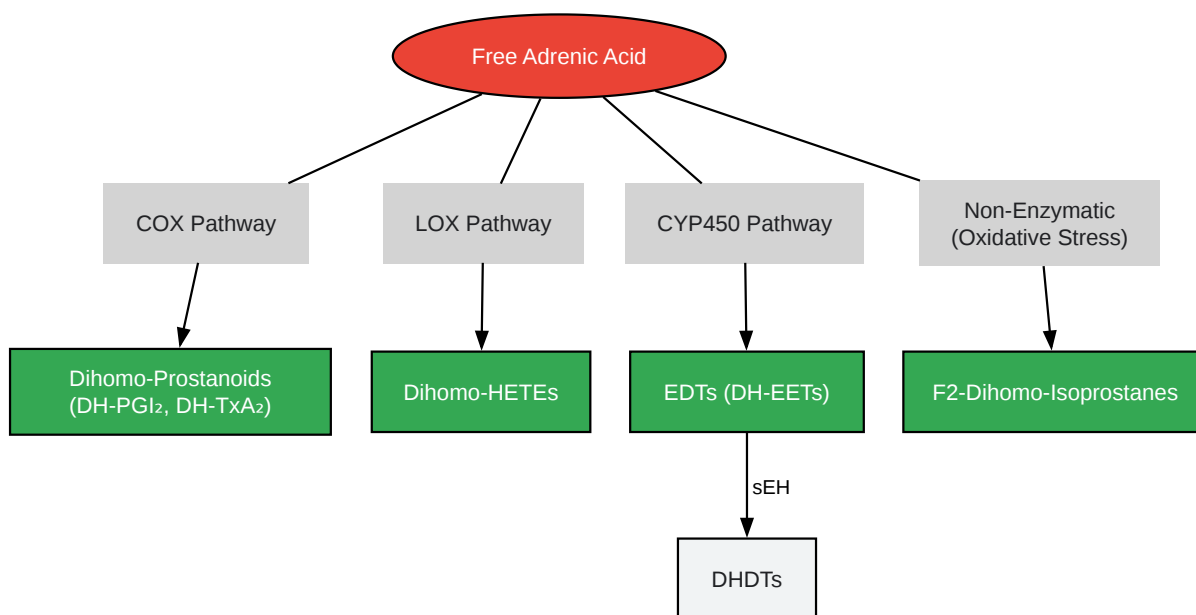 Free Adrenic Acid
COX Pathway
LOX Pathway
CYP450 Pathway
Non-Enzymatic
(Oxidative Stress)
Dihomo-Prostanoids
(DH-PGI₂, DH-TxA₂)
Dihomo-HETEs
EDTs (DH-EETs)
F2-Dihomo-Isoprostanes
sEH
DHDTs